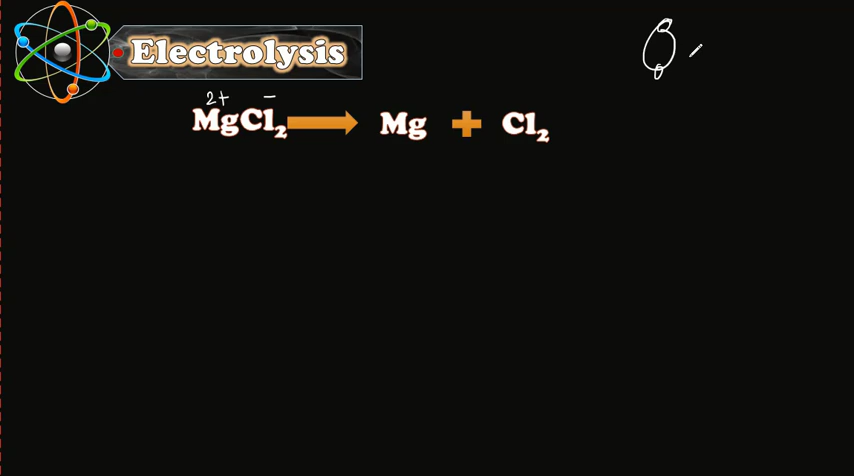 Electrolysis
2+ −
MgCl₂ → Mg + Cl₂